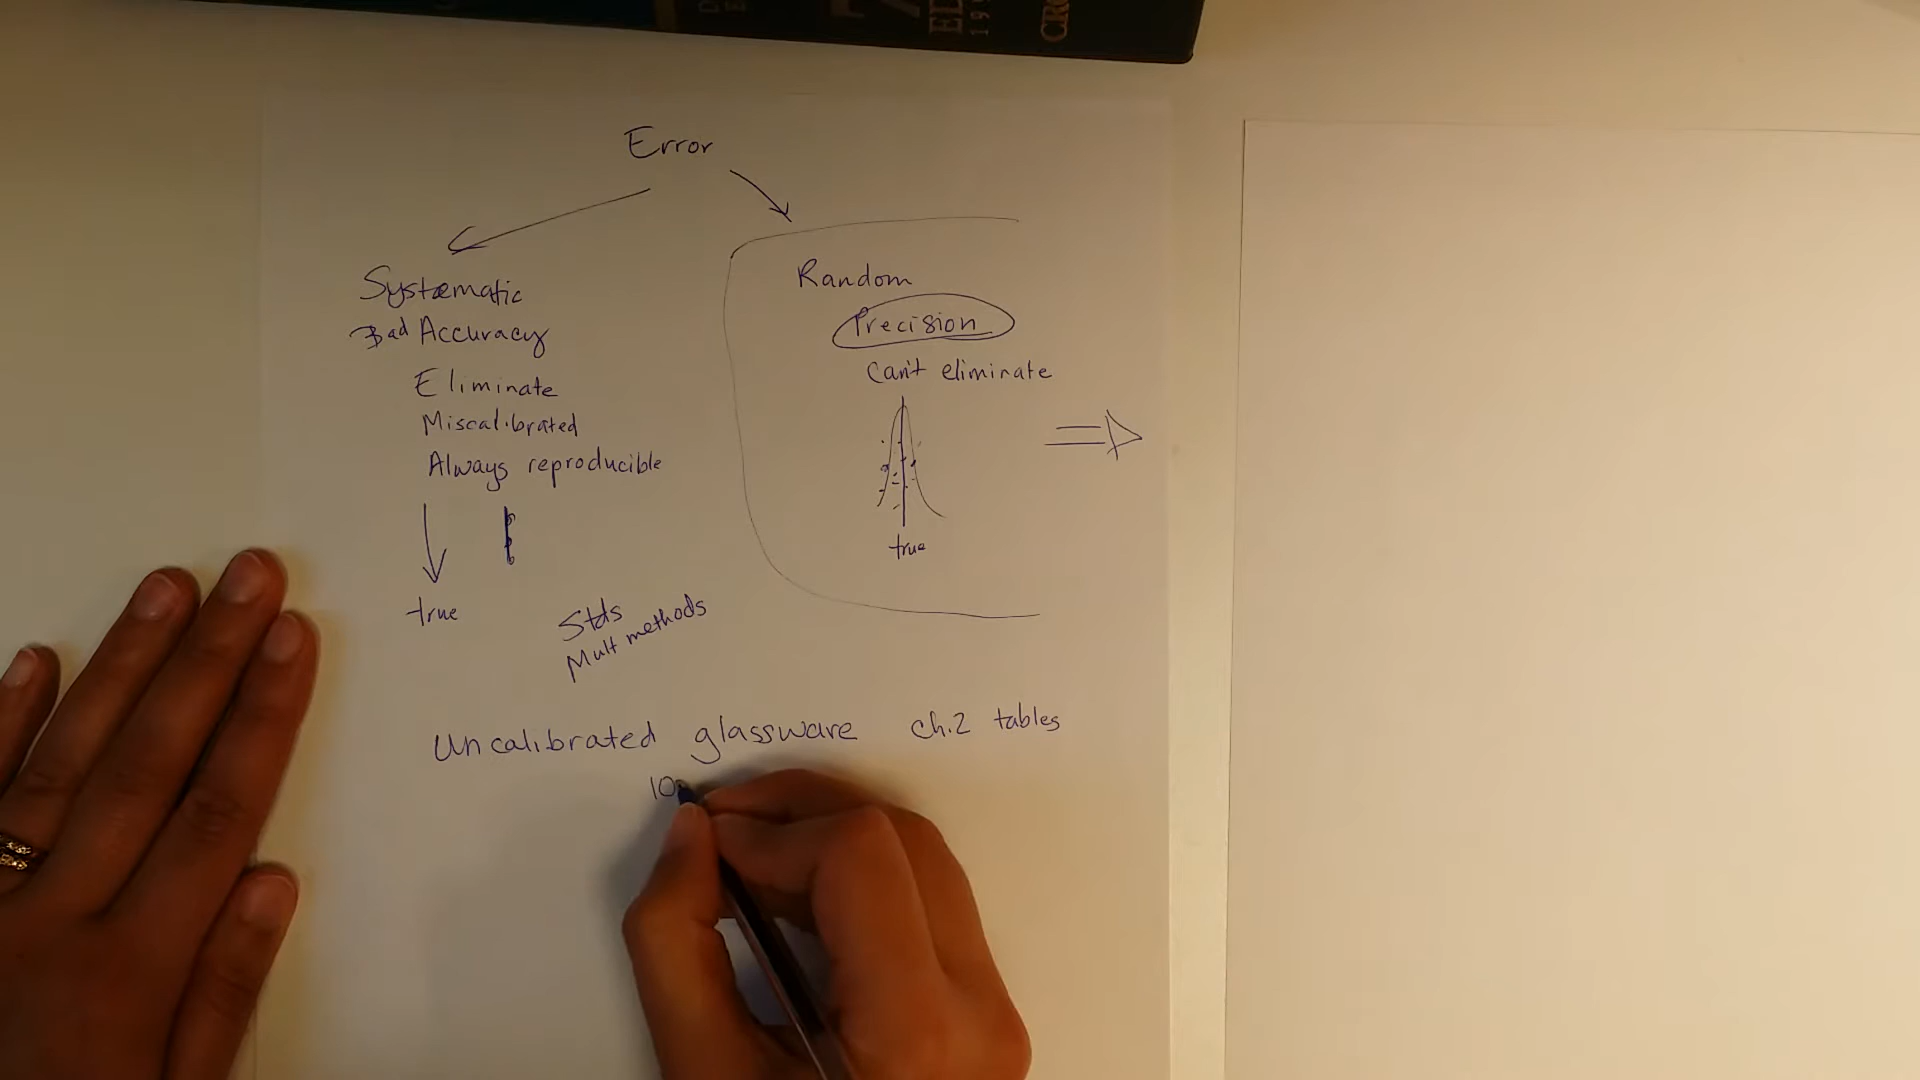 Error
Systematic
Bad Accuracy
Eliminate
Miscalibrated
Always reproducible
true
Stds
Mult methods
Random
Precision
Can't eliminate
true
Uncalibrated glassware ch.2 tables
10